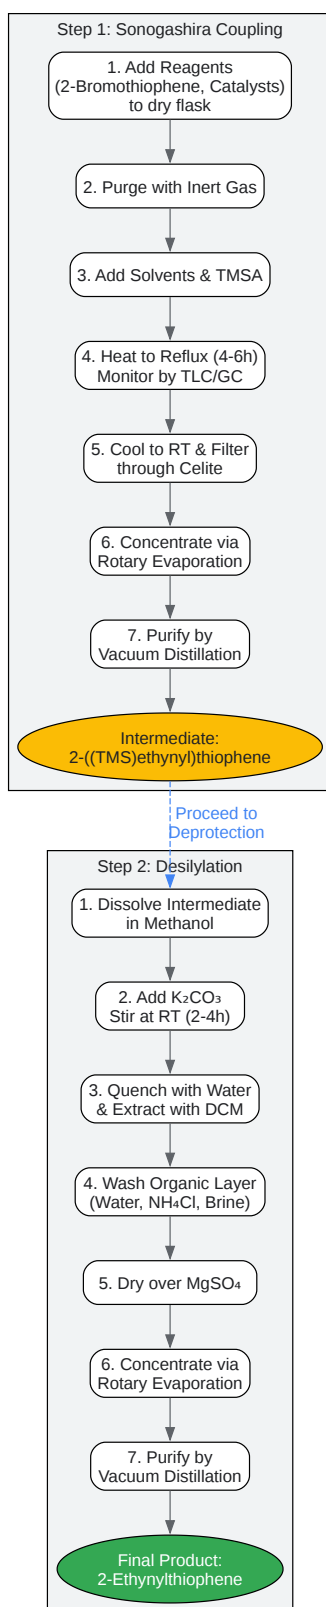 Step 1: Sonogashira Coupling
1. Add Reagents
(2-Bromothiophene, Catalysts)
to dry flask
2. Purge with Inert Gas
3. Add Solvents & TMSA
4. Heat to Reflux (4-6h)
Monitor by TLC/GC
5. Cool to RT & Filter
through Celite
6. Concentrate via
Rotary Evaporation
7. Purify by
Vacuum Distillation
Intermediate:
2-((TMS)ethynyl)thiophene
Proceed to
Deprotection
Step 2: Desilylation
1. Dissolve Intermediate
in Methanol
2. Add K₂CO₃
Stir at RT (2-4h)
3. Quench with Water
& Extract with DCM
4. Wash Organic Layer
(Water, NH₄Cl, Brine)
5. Dry over MgSO₄
6. Concentrate via
Rotary Evaporation
7. Purify by
Vacuum Distillation
Final Product:
2-Ethynylthiophene